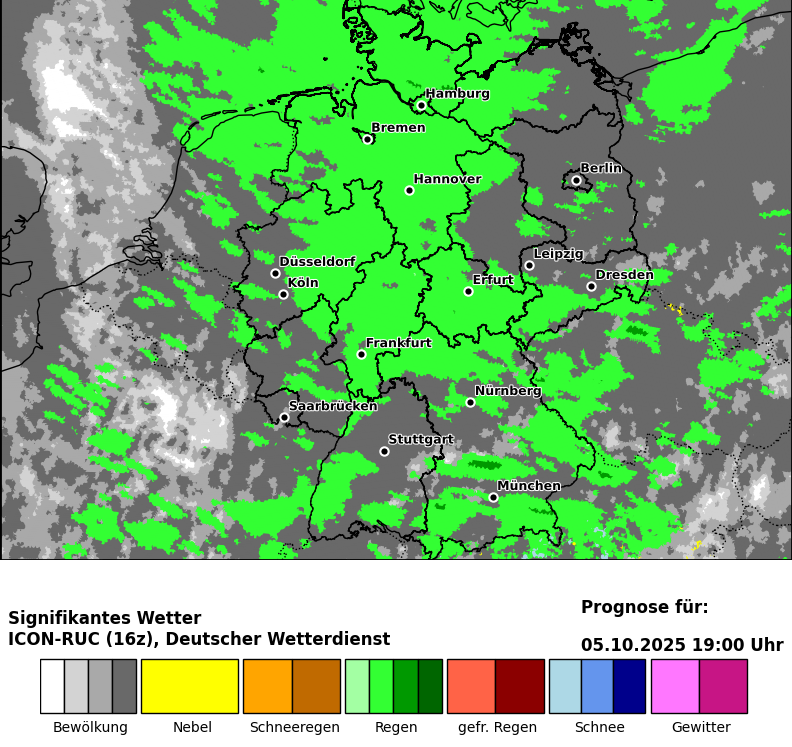 Hamburg
Bremen
Berlin
Hannover
Leipzig
Düsseldorf
Dresden
Köln
Erfurt
Frankfurt
Nürnberg
Saarbrücken
Stuttgart
München
Signifikantes Wetter
ICON-RUC (16z), Deutscher Wetterdienst
Prognose für:
05.10.2025 19:00 Uhr
Bewölkung
Nebel
Schneeregen
Regen
gefr. Regen
Schnee
Gewitter